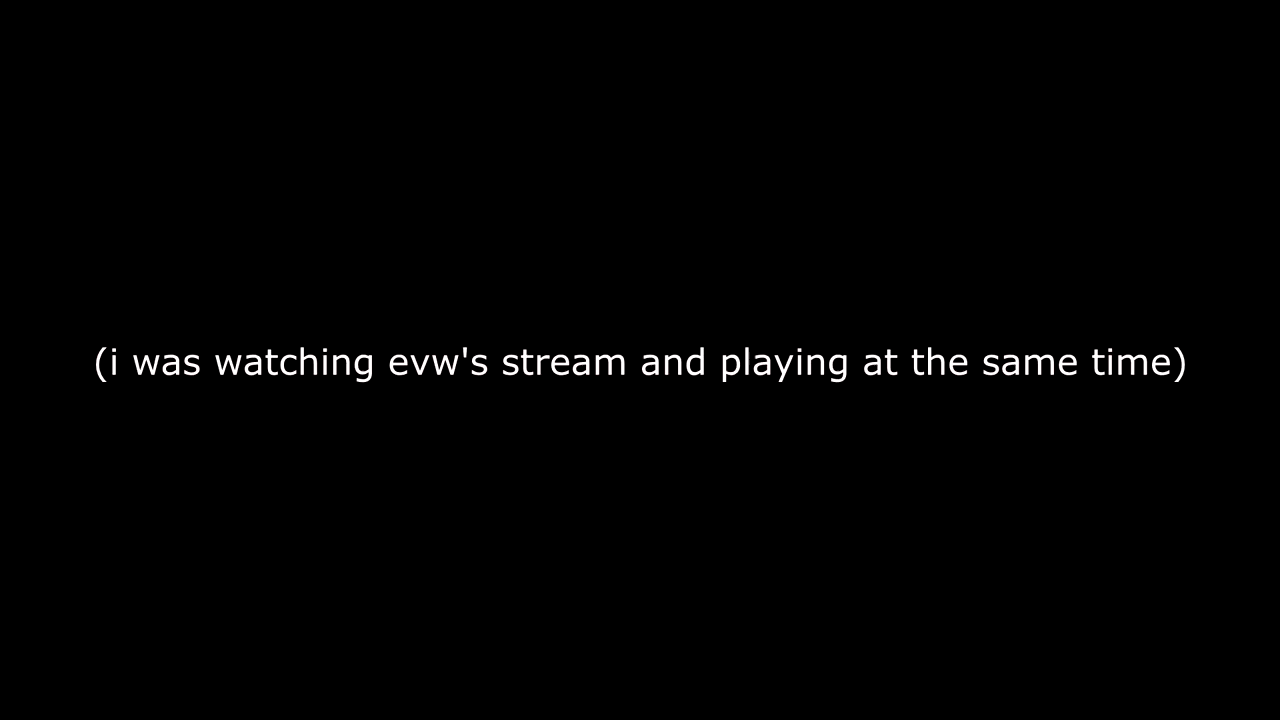 (i was watching evw's stream and playing at the same time)